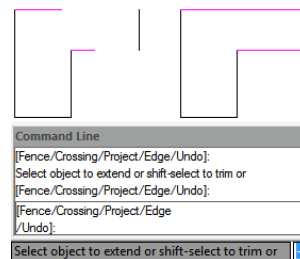 Command Line
[Fence/Crossing/Project/Edge/Undo]:
Select object to extend or shift-select to trim or
[Fence/Crossing/Project/Edge/Undo]:
[Fence/Crossing/Project/Edge
/Undo]:
Select object to extend or shift-select to trim or